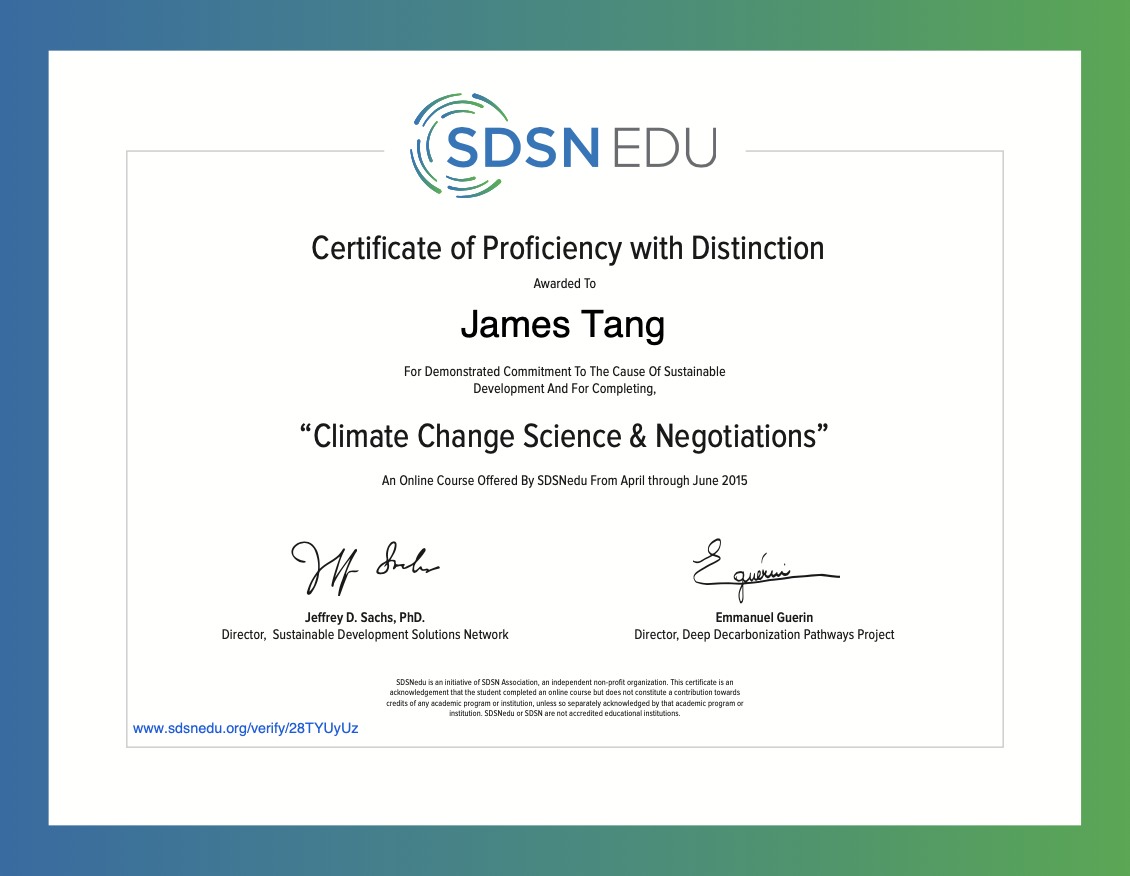 SDSN EDU
Certificate of Proficiency with Distinction
Awarded To
James Tang
For Demonstrated Commitment To The Cause Of Sustainable
Development And For Completing,
“Climate Change Science & Negotiations”
An Online Course Offered By SDSNedu From April through June 2015
Jeff Sachs
E guérin
Jeffrey D. Sachs, PhD.
Director, Sustainable Development Solutions Network
Emmanuel Guerin
Director, Deep Decarbonization Pathways Project
SDSNedu is an initiative of SDSN Association, an independent non-profit organization. This certificate is an
acknowledgement that the student completed an online course but does not constitute a contribution towards
credits of any academic program or institution, unless so separately acknowledged by that academic program or
institution. SDSNedu or SDSN are not accredited educational institutions.
www.sdsnedu.org/verify/28TYUyUz